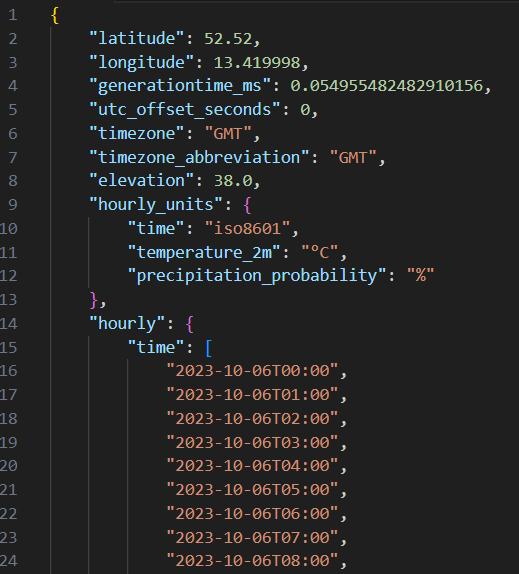 1 {
2 "latitude": 52.52,
3 "longitude": 13.419998,
4 "generationtime_ms": 0.054955482482910156,
5 "utc_offset_seconds": 0,
6 "timezone": "GMT",
7 "timezone_abbreviation": "GMT",
8 "elevation": 38.0,
9 "hourly_units": {
10 "time": "iso8601",
11 "temperature_2m": "°C",
12 "precipitation_probability": "%"
13 },
14 "hourly": {
15 "time": [
16 "2023-10-06T00:00",
17 "2023-10-06T01:00",
18 "2023-10-06T02:00",
19 "2023-10-06T03:00",
20 "2023-10-06T04:00",
21 "2023-10-06T05:00",
22 "2023-10-06T06:00",
23 "2023-10-06T07:00",
24 "2023-10-06T08:00",